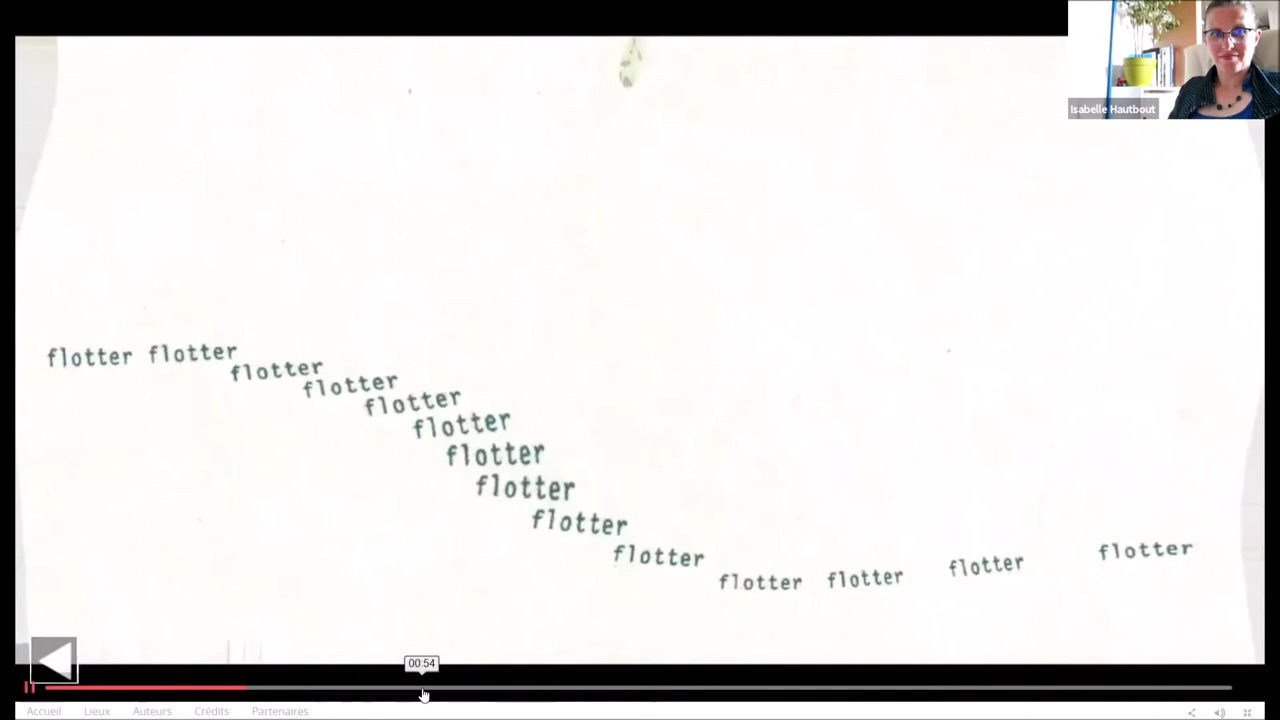 Isabelle Hautbout
flotter flotter
flotter
flotter
flotter
flotter
flotter
flotter
flotter
flotter
flotter flotter flotter flotter
00:54
Accueil Lieux Auteurs Crédits Partenaires